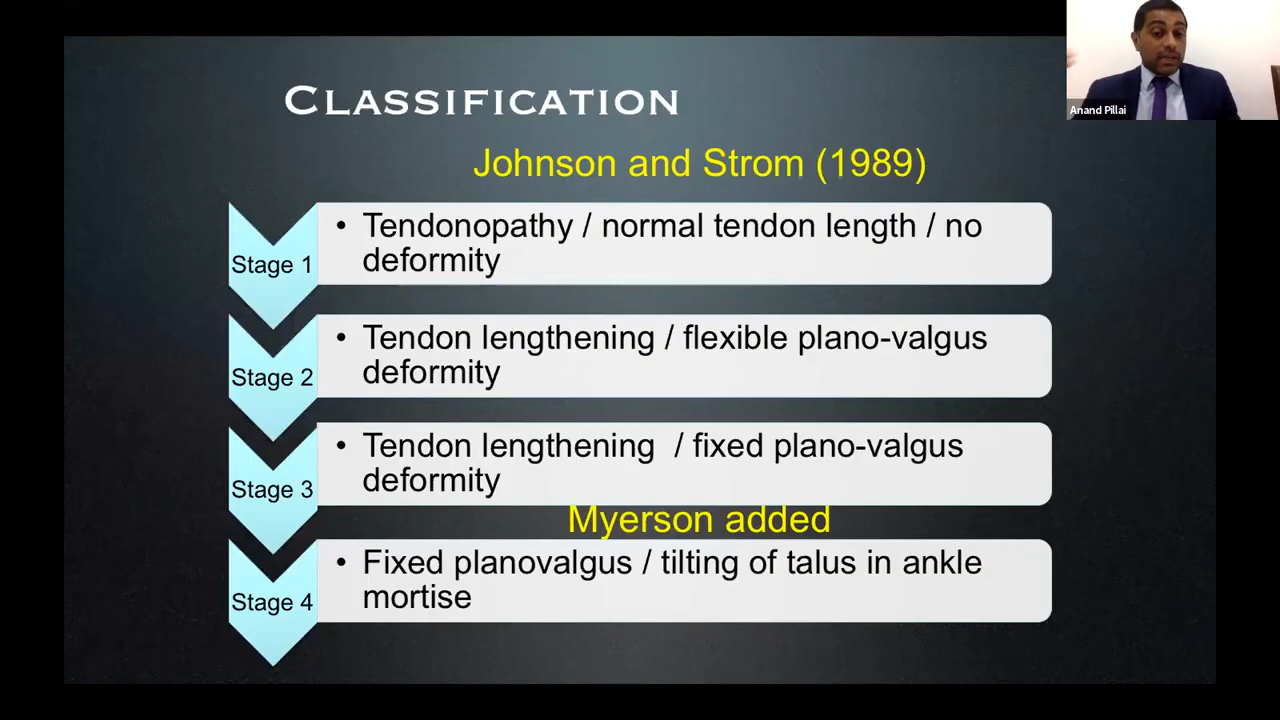 Classification
Johnson and Strom (1989)
Stage 1
• Tendonopathy / normal tendon length / no
deformity
Stage 2
• Tendon lengthening / flexible plano-valgus
deformity
Stage 3
• Tendon lengthening / fixed plano-valgus
deformity
Myerson added
Stage 4
• Fixed planovalgus / tilting of talus in ankle
mortise
Anand Pillai